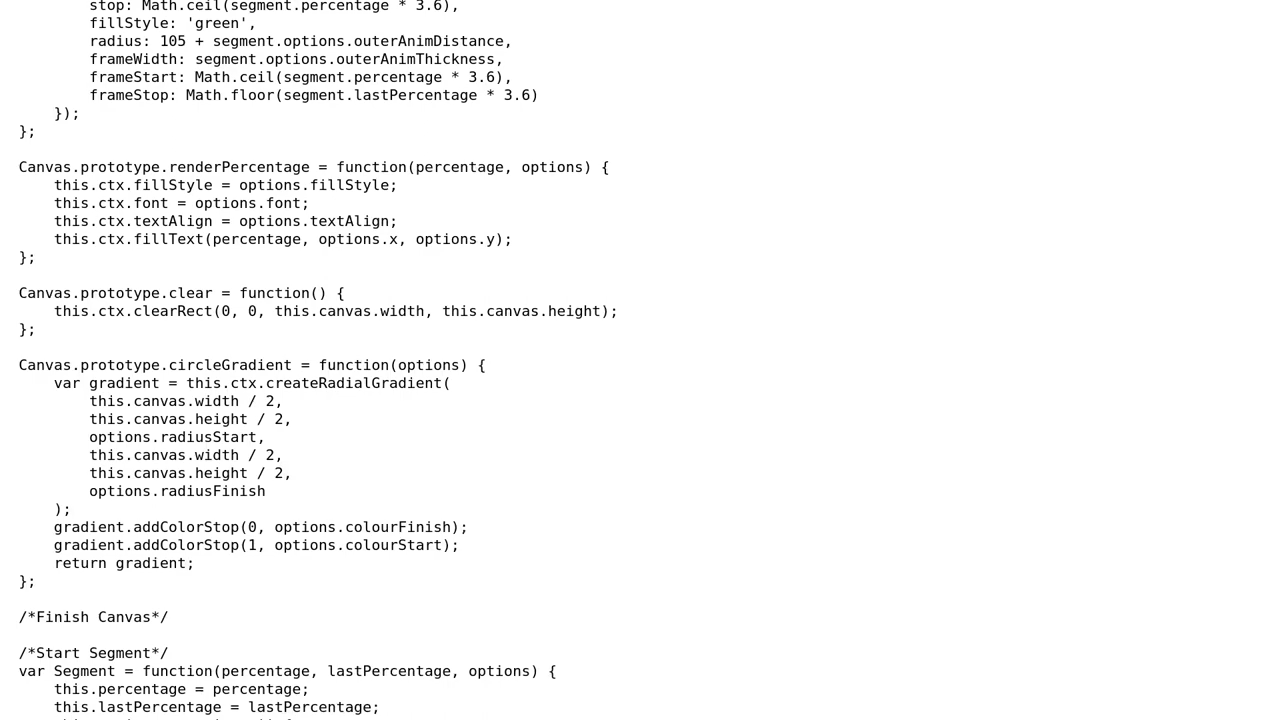 stop: Math.ceil(segment.percentage * 3.6),
        fillStyle: 'green',
        radius: 105 + segment.options.outerAnimDistance,
        frameWidth: segment.options.outerAnimThickness,
        frameStart: Math.ceil(segment.percentage * 3.6),
        frameStop: Math.floor(segment.lastPercentage * 3.6)
    });
};

Canvas.prototype.renderPercentage = function(percentage, options) {
    this.ctx.fillStyle = options.fillStyle;
    this.ctx.font = options.font;
    this.ctx.textAlign = options.textAlign;
    this.ctx.fillText(percentage, options.x, options.y);
};

Canvas.prototype.clear = function() {
    this.ctx.clearRect(0, 0, this.canvas.width, this.canvas.height);
};

Canvas.prototype.circleGradient = function(options) {
    var gradient = this.ctx.createRadialGradient(
        this.canvas.width / 2,
        this.canvas.height / 2,
        options.radiusStart,
        this.canvas.width / 2,
        this.canvas.height / 2,
        options.radiusFinish
    );
    gradient.addColorStop(0, options.colourFinish);
    gradient.addColorStop(1, options.colourStart);
    return gradient;
};

/*Finish Canvas*/

/*Start Segment*/
var Segment = function(percentage, lastPercentage, options) {
    this.percentage = percentage;
    this.lastPercentage = lastPercentage;